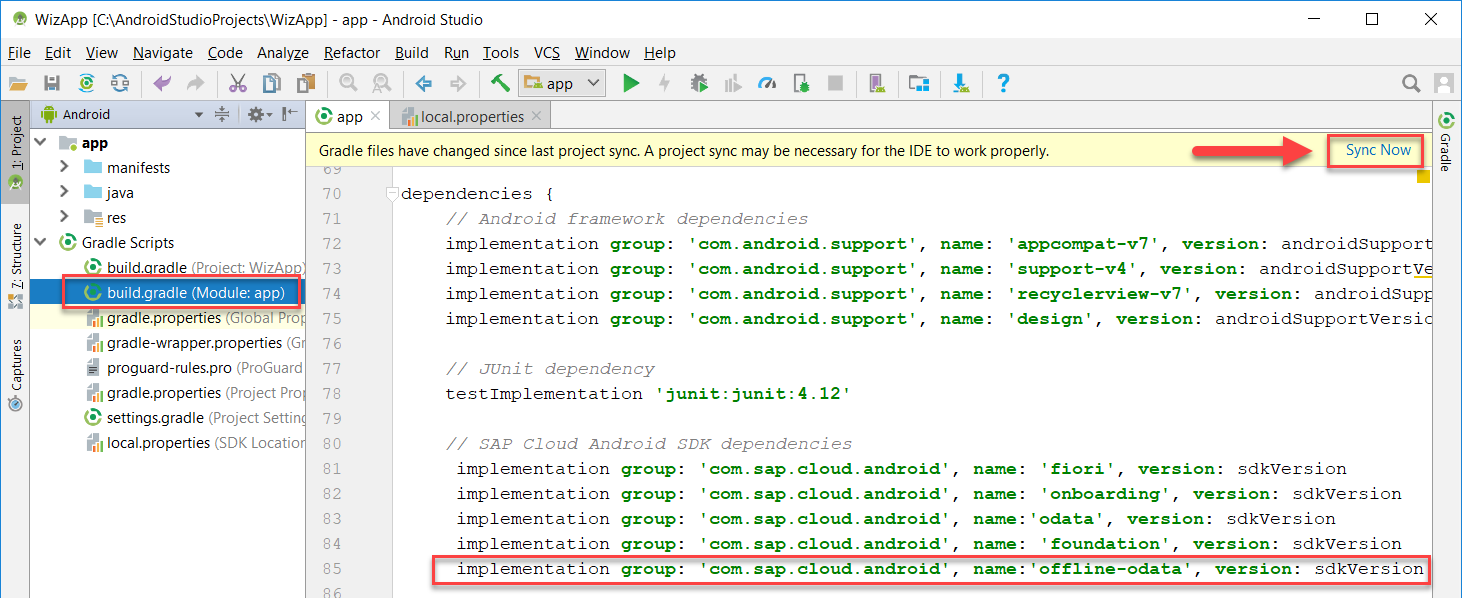 WizApp [C:\AndroidStudioProjects\WizApp] - app - Android Studio
File Edit View Navigate Code Analyze Refactor Build Run Tools VCS Window Help
app
Android
app
local.properties
1: Project
Z: Structure
Captures
Gradle
app
manifests
java
res
Gradle Scripts
build.gradle (Project: WizApp)
build.gradle (Module: app)
gradle.properties (Global Prop
gradle-wrapper.properties (Gr
proguard-rules.pro (ProGuard
gradle.properties (Project Prop
settings.gradle (Project Setting
local.properties (SDK Location
Gradle files have changed since last project sync. A project sync may be necessary for the IDE to work properly.
Sync Now
69
70 dependencies {
71 // Android framework dependencies
72 implementation group: 'com.android.support', name: 'appcompat-v7', version: androidSupport
73 implementation group: 'com.android.support', name: 'support-v4', version: androidSupportVe
74 implementation group: 'com.android.support', name: 'recyclerview-v7', version: androidSupp
75 implementation group: 'com.android.support', name: 'design', version: androidSupportVersio
76
77 // JUnit dependency
78 testImplementation 'junit:junit:4.12'
79
80 // SAP Cloud Android SDK dependencies
81 implementation group: 'com.sap.cloud.android', name: 'fiori', version: sdkVersion
82 implementation group: 'com.sap.cloud.android', name: 'onboarding', version: sdkVersion
83 implementation group: 'com.sap.cloud.android', name:'odata', version: sdkVersion
84 implementation group: 'com.sap.cloud.android', name: 'foundation', version: sdkVersion
85 implementation group: 'com.sap.cloud.android', name:'offline-odata', version: sdkVersion
86